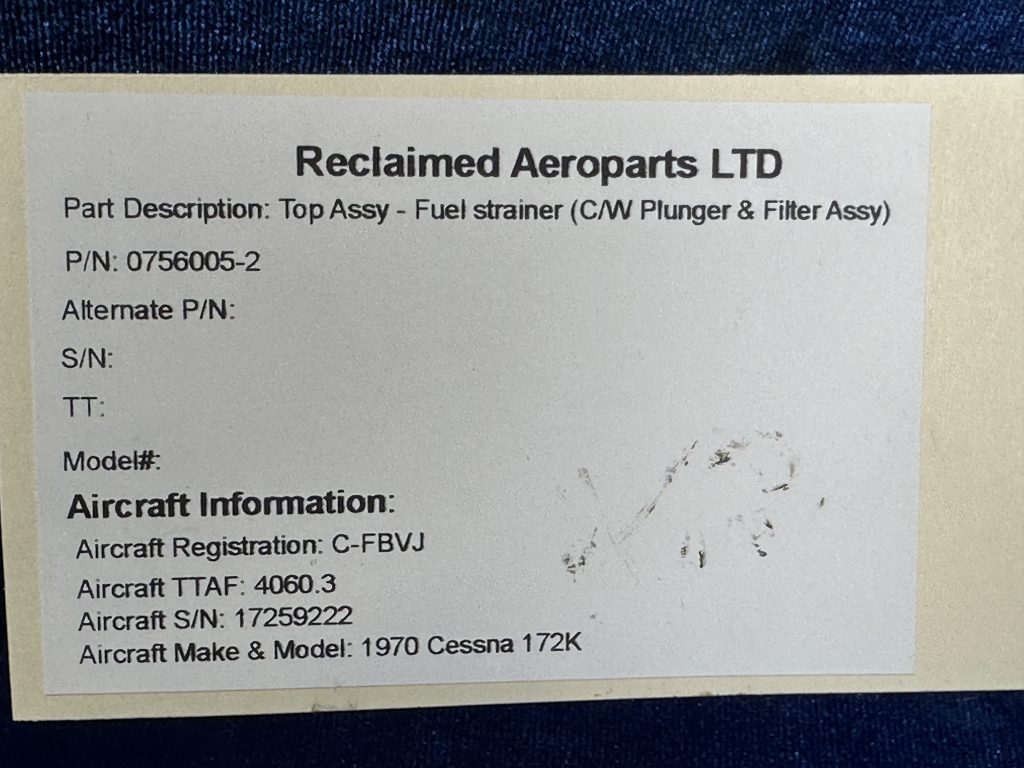 Reclaimed Aeroparts LTD
Part Description: Top Assy - Fuel strainer (C/W Plunger & Filter Assy)
P/N: 0756005-2
Alternate P/N:
S/N:
TT:
Model#:
Aircraft Information:
Aircraft Registration: C-FBVJ
Aircraft TTAF: 4060.3
Aircraft S/N: 17259222
Aircraft Make & Model: 1970 Cessna 172K